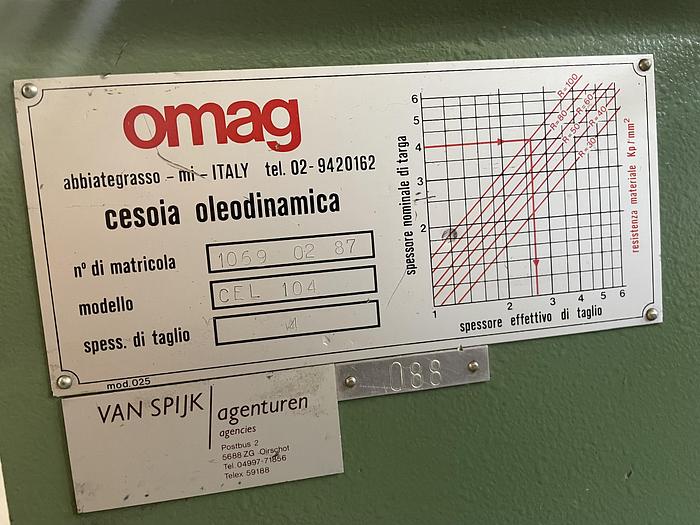 omag
abbiategrasso - mi - ITALY tel. 02-9420162
cesoia oleodinamica
n° di matricola 1069 02 87
modello CEL 104
spess. di taglio 4
mod.025
spessore nominale di targa
6
5
4
3
2
1 2 3 4 5 6
spessore effettivo di taglio
R=100
R=80
R=60
R=50
R=40
R=30
resistenza materiale Kp/mm²
088
VAN SPIJK agenturen
agencies
Postbus 2
5688 ZG Oirschot
Tel. 04997-71856
Telex 59188